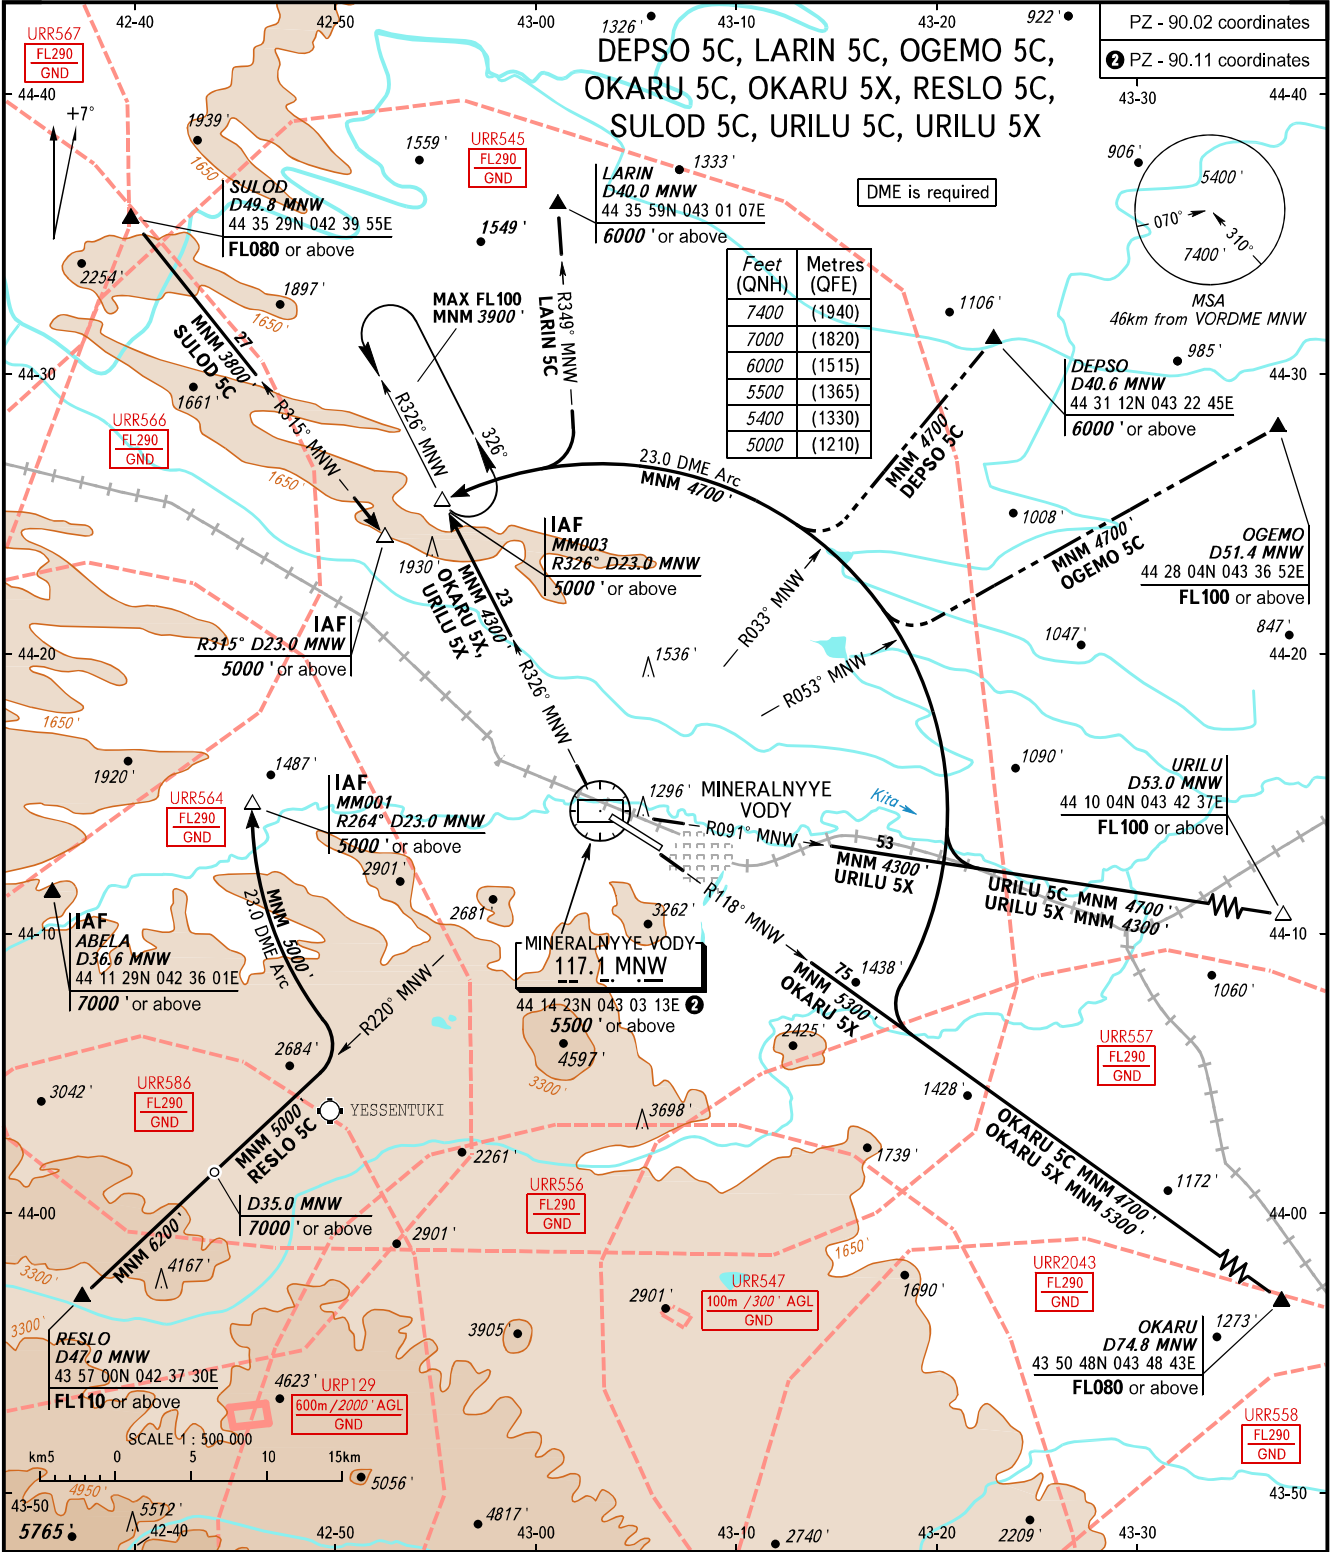 42-40
42-50
43-00
43-10
43-20
1326 '
922 '
PZ - 90.02 coordinates
❷ PZ - 90.11 coordinates
43-30
44-40
44-40
DEPSO 5C, LARIN 5C, OGEMO 5C,
OKARU 5C, OKARU 5X, RESLO 5C,
SULOD 5C, URILU 5C, URILU 5X
URR567
FL290
GND
+7°
1939 '
1650 '
1559 '
URR545
FL290
GND
1333 '
906 '
DME is required
5400 '
070°
310°
7400 '
MSA
46km from VORDME MNW
SULOD
D49.8 MNW
44 35 29N 042 39 55E
FL080 or above
LARIN
D40.0 MNW
44 35 59N 043 01 07E
6000 ' or above
1549 '
2254 '
1897 '
1650 '
Feet (QNH)
Metres (QFE)
7400 (1940)
7000 (1820)
6000 (1515)
5500 (1365)
5400 (1330)
5000 (1210)
1106 '
985 '
DEPSO
D40.6 MNW
44 31 12N 043 22 45E
6000 ' or above
MAX FL100
MNM 3900 '
R349° MNW
LARIN 5C
27
MNM 3800 '
SULOD 5C
44-30
44-30
1661 '
R315° MNW
R326° MNW
326°
URR566
FL290
GND
1650 '
23.0 DME Arc
MNM 4700 '
MNM 4700 '
DEPSO 5C
1008 '
MNM 4700 '
OGEMO 5C
OGEMO
D51.4 MNW
44 28 04N 043 36 52E
FL100 or above
IAF
MM003
R326° D23.0 MNW
5000 ' or above
1930 '
23
MNM 4300 '
OKARU 5X,
URILU 5X
IAF
R315° D23.0 MNW
5000 ' or above
R326° MNW
1536 '
R033° MNW
R053° MNW
1047 '
847 '
44-20
44-20
1650 '
1920 '
1487 '
URR564
FL290
GND
IAF
MM001
R264° D23.0 MNW
5000 ' or above
1296 '
MINERALNYYE
VODY
R091° MNW
Kita
1090 '
URILU
D53.0 MNW
44 10 04N 043 42 37E
FL100 or above
53
MNM 4300 '
URILU 5X
URILU 5C MNM 4700 '
URILU 5X MNM 4300 '
2901 '
2681 '
3262 '
R118° MNW
44-10
44-10
IAF
ABELA
D36.6 MNW
44 11 29N 042 36 01E
7000 ' or above
MNM 5000 '
23.0 DME Arc
R220° MNW
MINERALNYYE VODY
117.1 MNW
44 14 23N 043 03 13E ❷
5500 ' or above
75
MNM 5300 '
OKARU 5X
1438 '
1060 '
2425 '
4597 '
3300 '
2684 '
3042 '
URR586
FL290
GND
YESSENTUKI
3698 '
URR557
FL290
GND
1428 '
MNM 5000 '
RESLO 5C
2261 '
1739 '
OKARU 5C MNM 4700 '
OKARU 5X MNM 5300 '
1172 '
URR556
FL290
GND
D35.0 MNW
7000 ' or above
44-00
44-00
MNM 6200 '
4167 '
2901 '
3300 '
1650 '
1690 '
URR2043
FL290
GND
URR547
100m /300 ' AGL
GND
2901 '
3300 '
3905 '
RESLO
D47.0 MNW
43 57 00N 042 37 30E
FL110 or above
OKARU
D74.8 MNW
43 50 48N 043 48 43E
FL080 or above
1273 '
4623 '
URP129
600m /2000 ' AGL
GND
URR558
FL290
GND
SCALE 1 : 500 000
km5 0 5 10 15km
4950 '
5056 '
43-50
43-50
5512 '
5765 '
4817 '
2740 '
2209 '
42-40
42-50
43-00
43-10
43-20
43-30